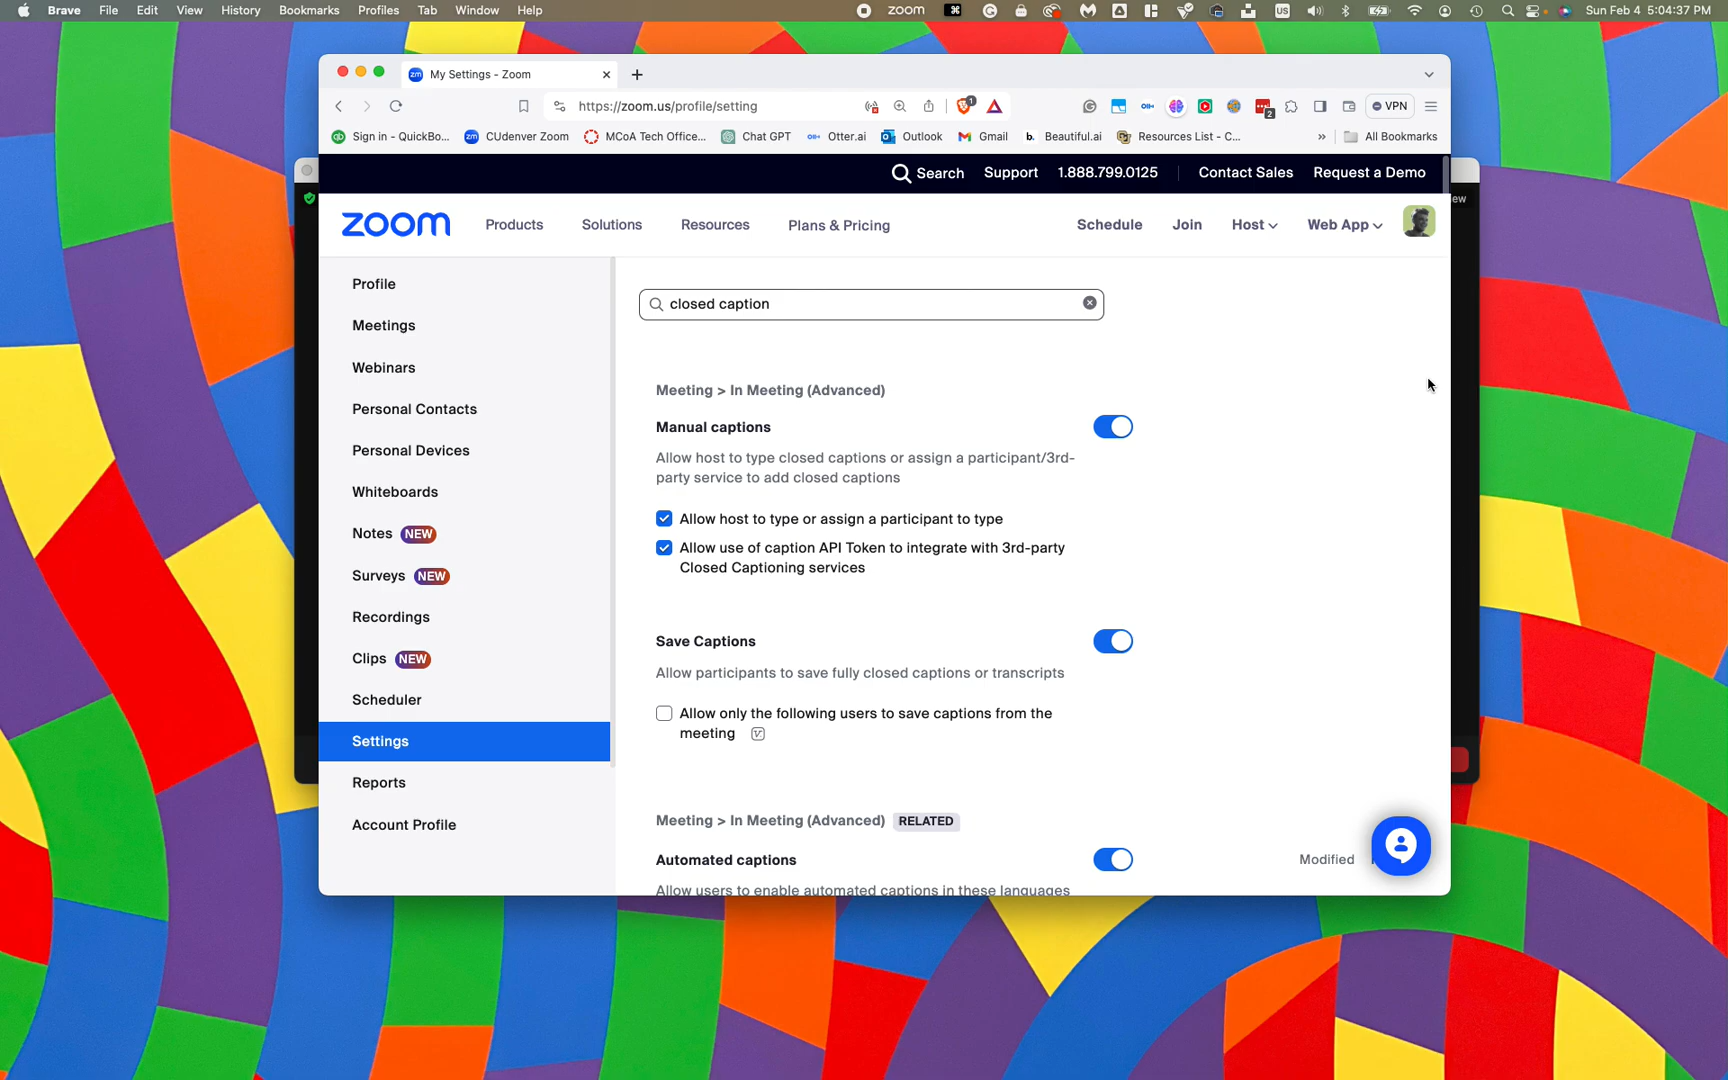 Brave File Edit View History Bookmarks Profiles Tab Window Help zoom US Sun Feb 4 5:04:37 PM
zm My Settings - Zoom
https://zoom.us/profile/setting 1 2 VPN
qb Sign in - QuickBo... zm CUdenver Zoom MCoA Tech Office... Chat GPT Otter.ai Outlook Gmail b. Beautiful.ai Resources List - C... » All Bookmarks
Search Support 1.888.799.0125 Contact Sales Request a Demo
zoom Products Solutions Resources Plans & Pricing Schedule Join Host Web App
ew
Profile
Meetings
Webinars
Personal Contacts
Personal Devices
Whiteboards
Notes NEW
Surveys NEW
Recordings
Clips NEW
Scheduler
Settings
Reports
Account Profile
closed caption
Meeting > In Meeting (Advanced)
Manual captions
Allow host to type closed captions or assign a participant/3rd-
party service to add closed captions
Allow host to type or assign a participant to type
Allow use of caption API Token to integrate with 3rd-party
Closed Captioning services
Save Captions
Allow participants to save fully closed captions or transcripts
Allow only the following users to save captions from the
meeting
Meeting > In Meeting (Advanced) RELATED
Automated captions Modified
Allow users to enable automated captions in these languages